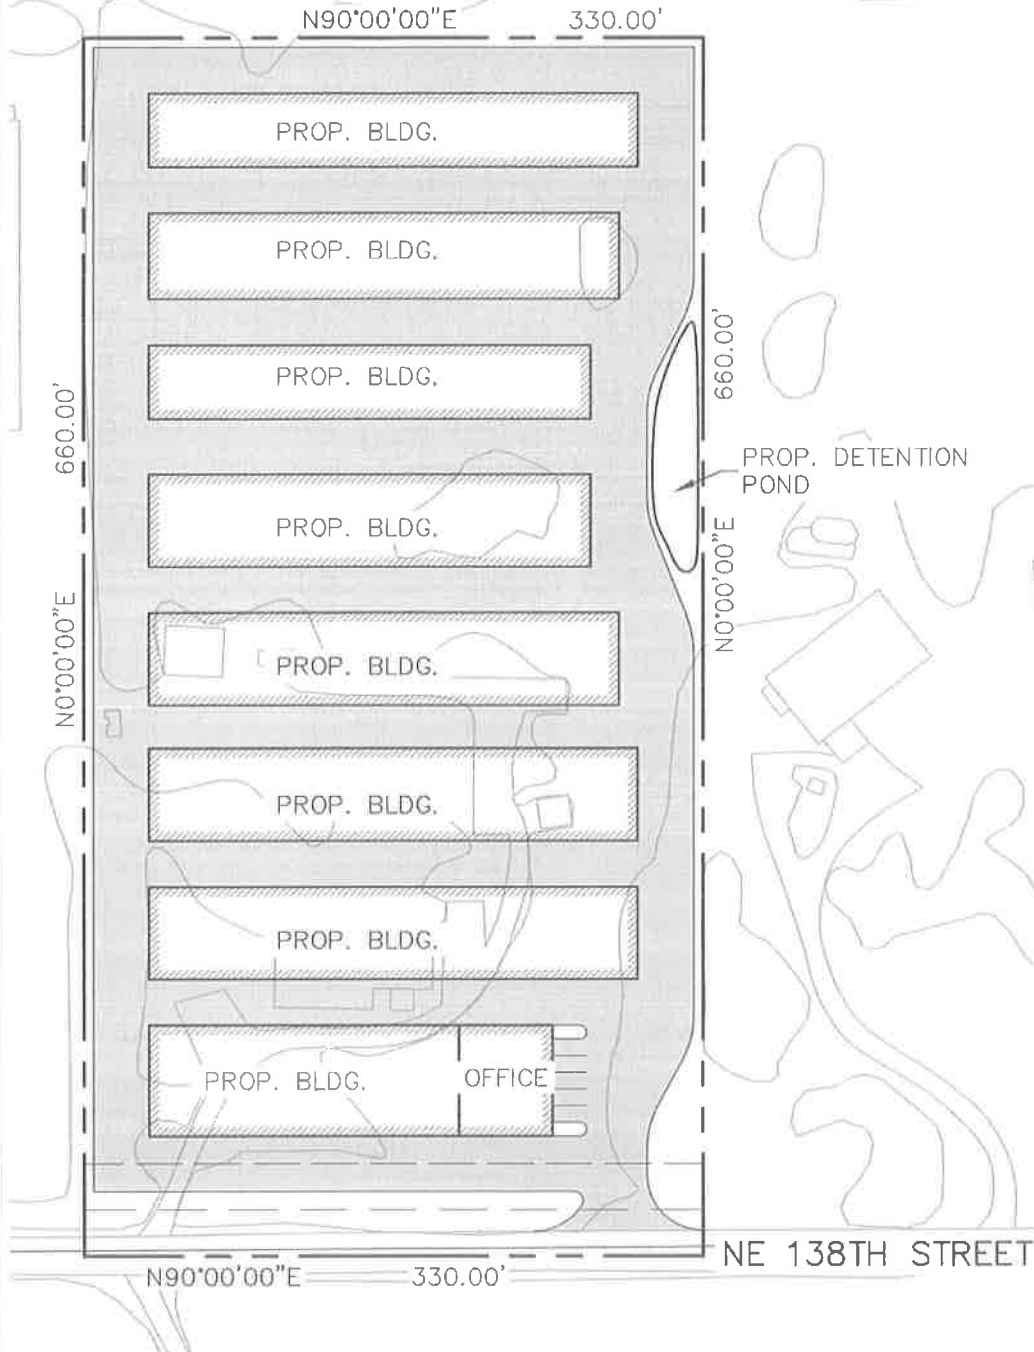 N90°00'00"E 330.00'
PROP. BLDG.
PROP. BLDG.
PROP. BLDG.
660.00'
660.00'
PROP. DETENTION
POND
PROP. BLDG.
N0°00'00"E
N0°00'00"E
PROP. BLDG.
PROP. BLDG.
PROP. BLDG.
PROP. BLDG.
OFFICE
NE 138TH STREET
N90°00'00"E 330.00'